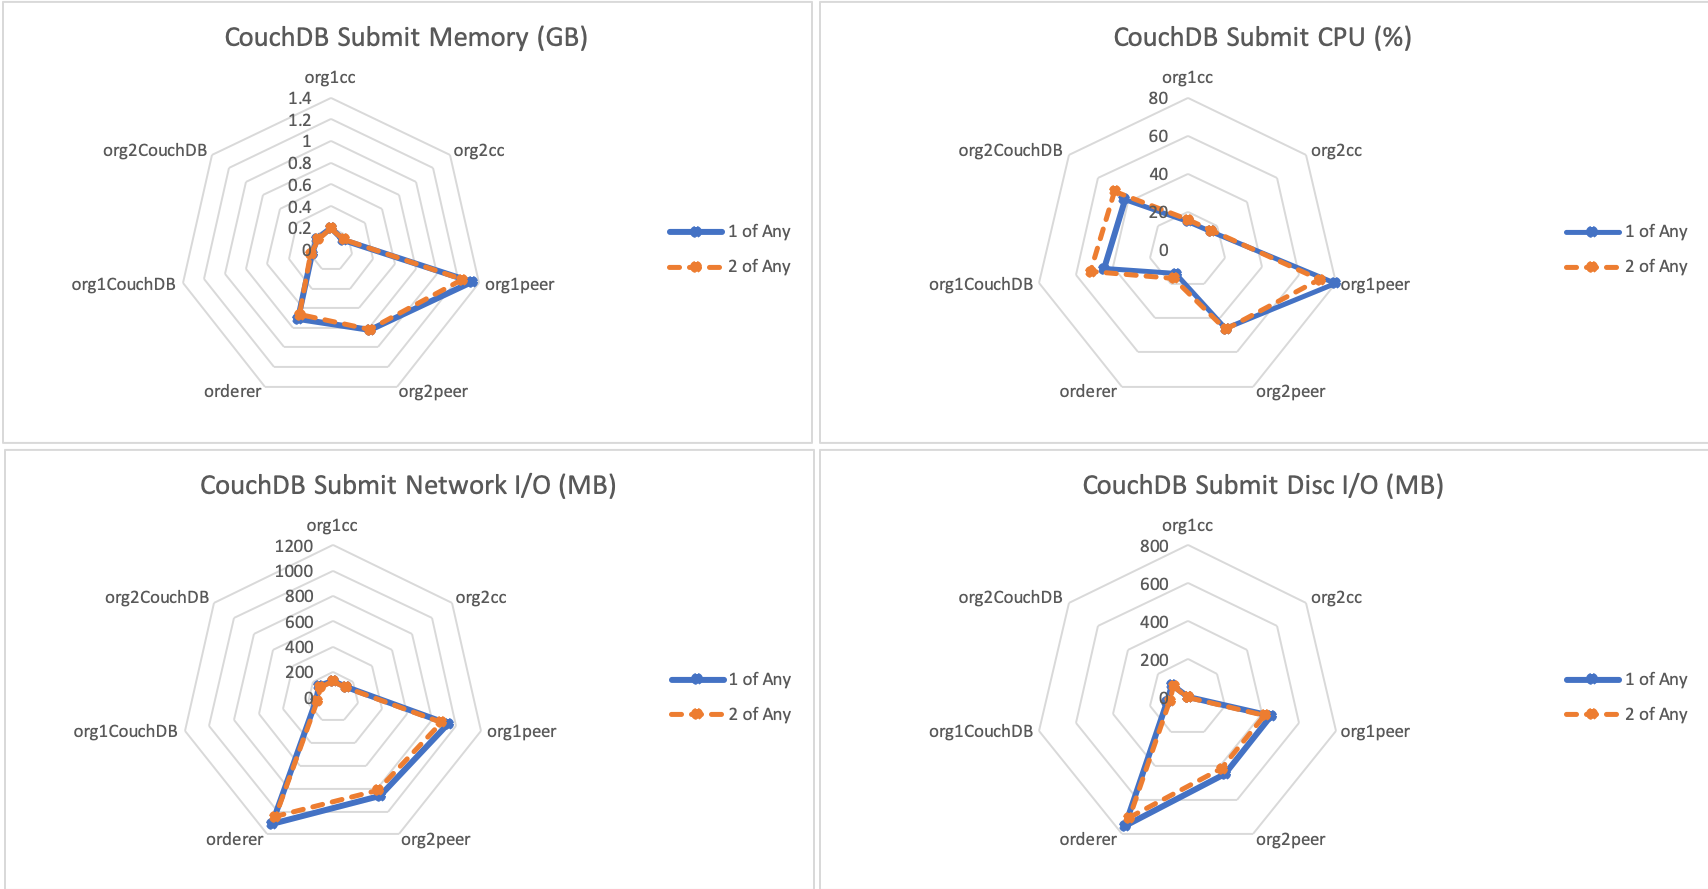 CouchDB Submit Memory (GB)
org1cc
1.4
1.2
1
0.8
0.6
0.4
0.2
0
org2cc
org1peer
org2peer
orderer
org1CouchDB
org2CouchDB
1 of Any
2 of Any
CouchDB Submit CPU (%)
org1cc
80
60
40
20
0
org2cc
org1peer
org2peer
orderer
org1CouchDB
org2CouchDB
1 of Any
2 of Any
CouchDB Submit Network I/O (MB)
org1cc
1200
1000
800
600
400
200
0
org2cc
org1peer
org2peer
orderer
org1CouchDB
org2CouchDB
1 of Any
2 of Any
CouchDB Submit Disc I/O (MB)
org1cc
800
600
400
200
0
org2cc
org1peer
org2peer
orderer
org1CouchDB
org2CouchDB
1 of Any
2 of Any